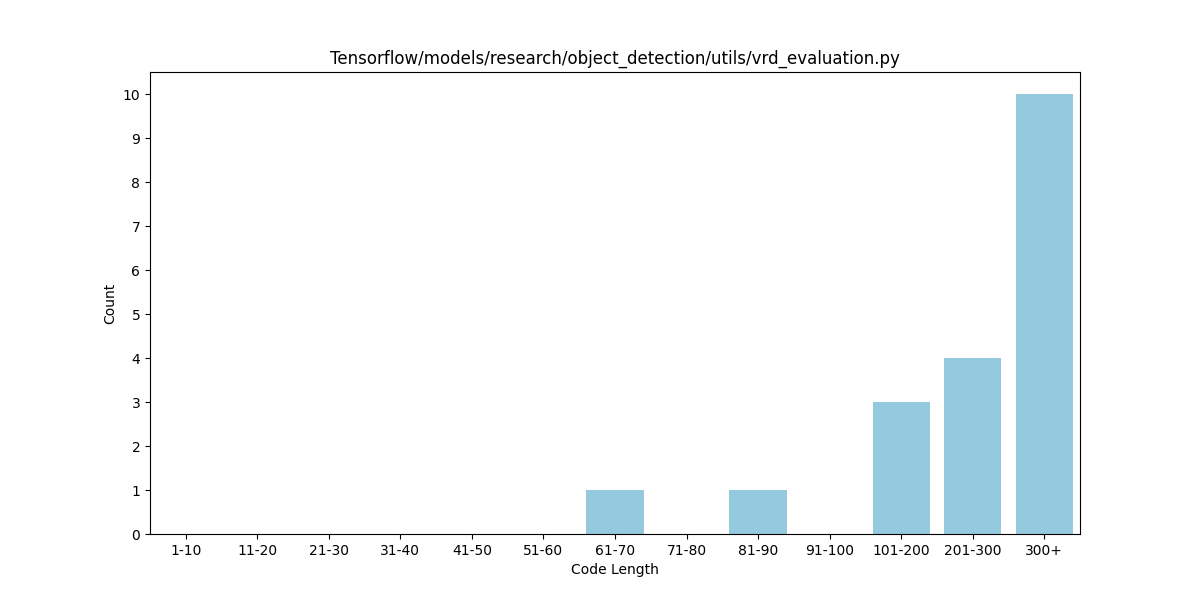 Tensorflow/models/research/object_detection/utils/vrd_evaluation.py
10
9
8
7
6
5
4
3
2
1
0
Count
1-10 11-20 21-30 31-40 41-50 51-60 61-70 71-80 81-90 91-100 101-200 201-300 300+
Code Length